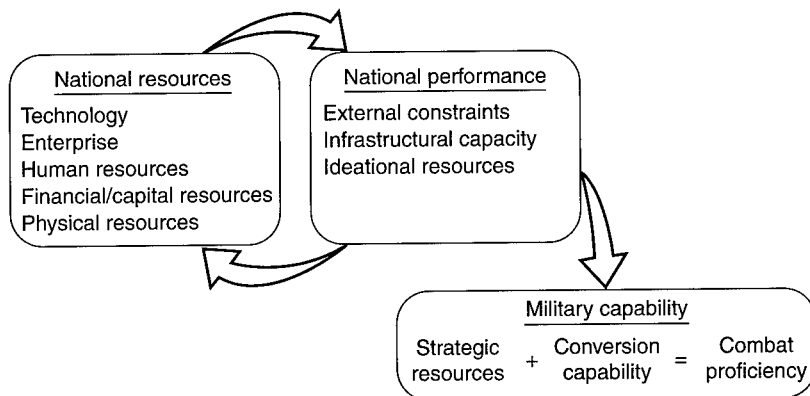 National resources
Technology
Enterprise
Human resources
Financial/capital resources
Physical resources
National performance
External constraints
Infrastructural capacity
Ideational resources
Military capability
Strategic resources + Conversion capability = Combat proficiency